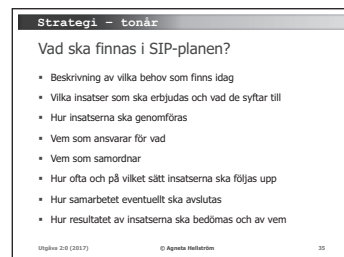 Strategi – tonår
Vad ska finnas i SIP-planen?
▪ Beskrivning av vilka behov som finns idag
▪ Vilka insatser som ska erbjudas och vad de syftar till
▪ Hur insatserna ska genomföras
▪ Vem som ansvarar för vad
▪ Vem som samordnar
▪ Hur ofta och på vilket sätt insatserna ska följas upp
▪ Hur samarbetet eventuellt ska avslutas
▪ Hur resultatet av insatserna ska bedömas och av vem
Utgåva 2:0 (2017) © Agneta Hellström 35